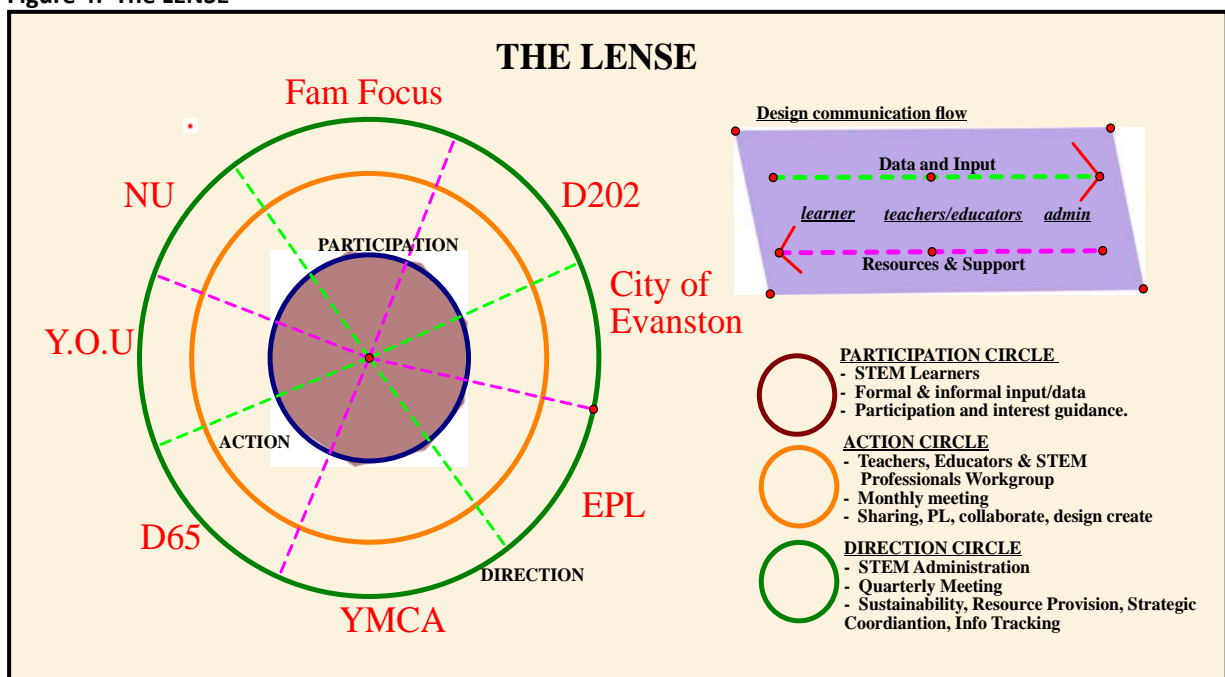 Figure 4. The LENSE
THE LENSE
Fam Focus
NU
D202
City of
Evanston
Y.O.U
EPL
D65
YMCA
PARTICIPATION
ACTION
DIRECTION
Design communication flow
Data and Input
learner teachers/educators admin
Resources & Support
PARTICIPATION CIRCLE
- STEM Learners
- Formal & informal input/data
- Participation and interest guidance.
ACTION CIRCLE
- Teachers, Educators & STEM
Professionals Workgroup
- Monthly meeting
- Sharing, PL, collaborate, design create
DIRECTION CIRCLE
- STEM Administration
- Quarterly Meeting
- Sustainability, Resource Provision, Strategic
Coordiantion, Info Tracking